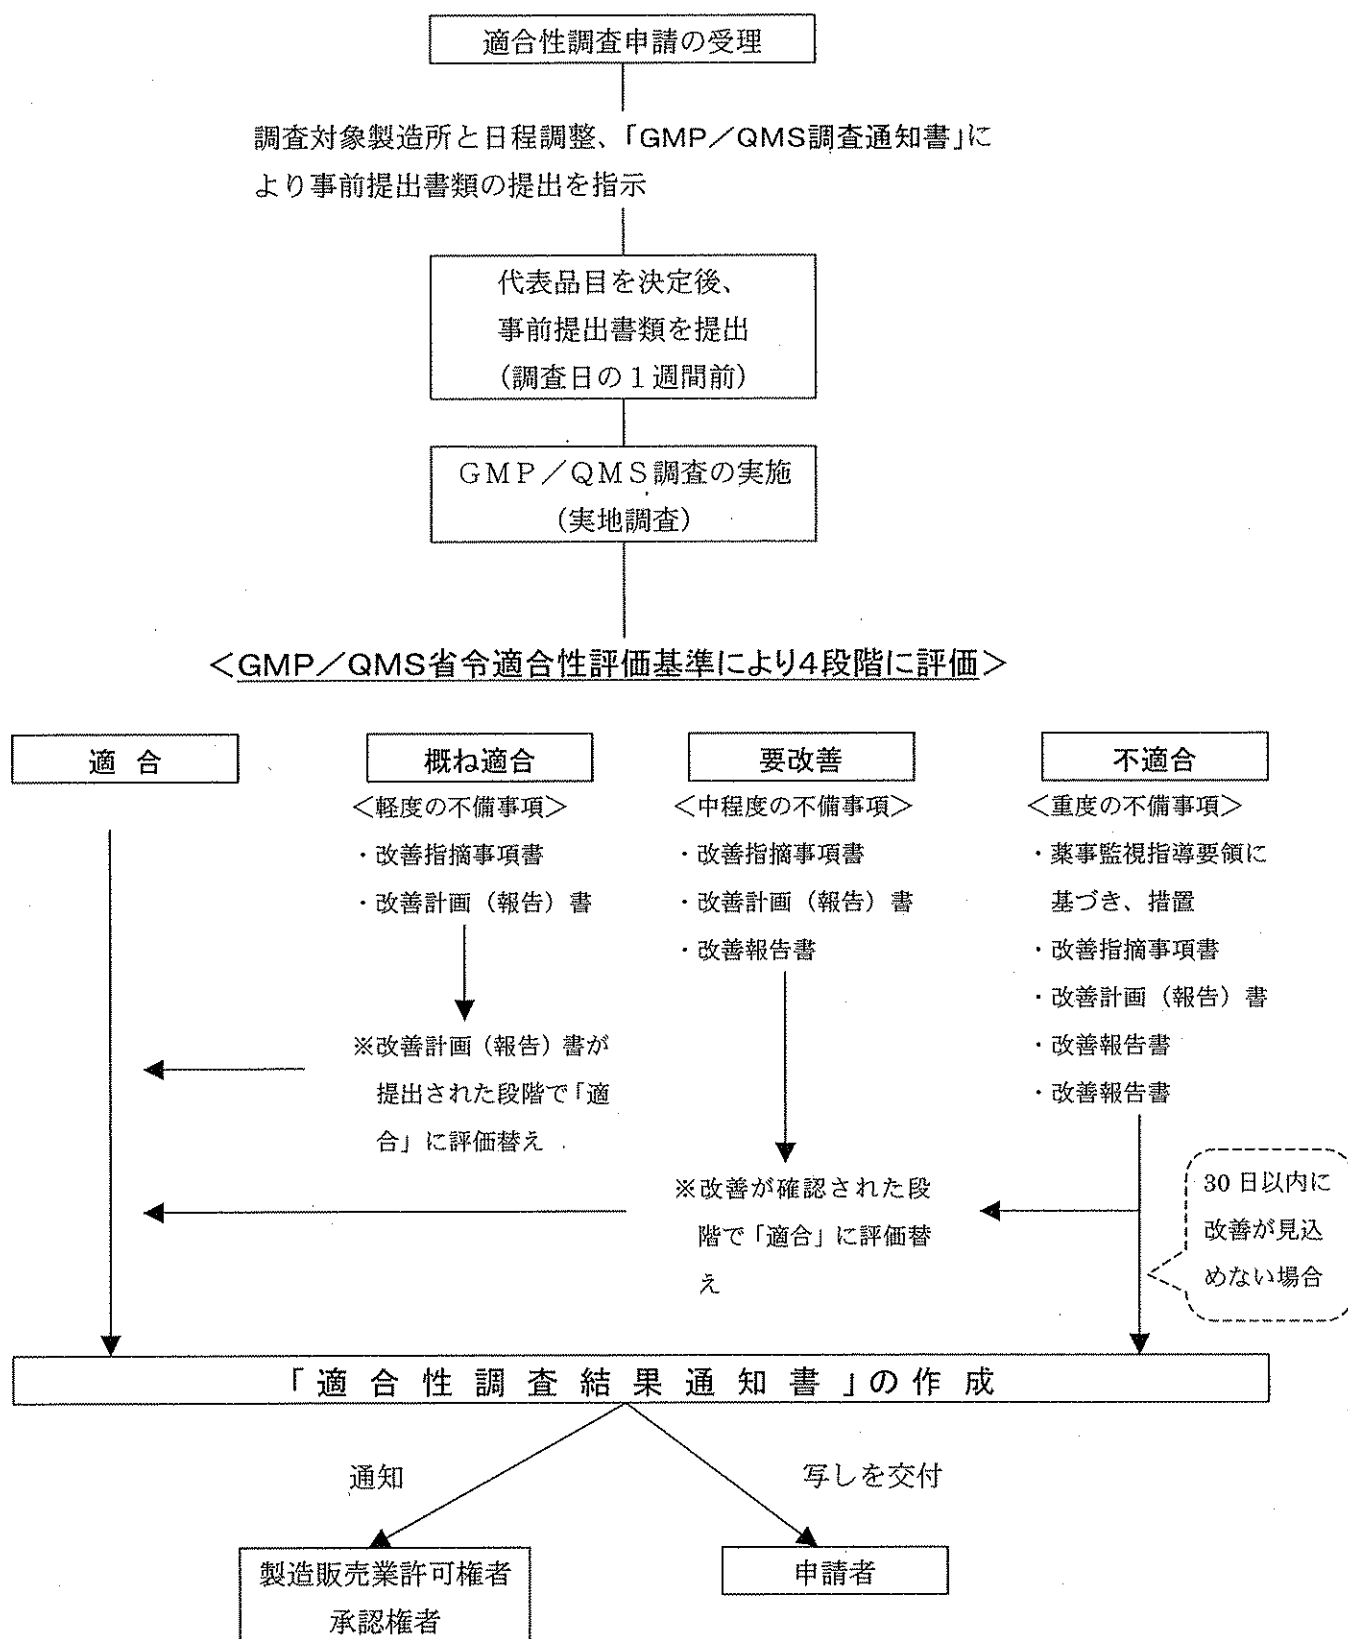 適合性調査申請の受理
調査対象製造所と日程調整、「GMP／QMS調査通知書」に
より事前提出書類の提出を指示
代表品目を決定後、
事前提出書類を提出
(調査日の１週間前)
ＧＭＰ／ＱＭＳ調査の実施
(実地調査)
＜GMP／QMS省令適合性評価基準により4段階に評価＞
適 合
概ね適合
＜軽度の不備事項＞
・改善指摘事項書
・改善計画（報告）書
※改善計画（報告）書が
提出された段階で「適
合」に評価替え
要改善
＜中程度の不備事項＞
・改善指摘事項書
・改善計画（報告）書
・改善報告書
※改善が確認された段
階で「適合」に評価替
え
不適合
＜重度の不備事項＞
・薬事監視指導要領に
基づき、措置
・改善指摘事項書
・改善計画（報告）書
・改善報告書
・改善報告書
30 日以内に
改善が見込
めない場合
「適合性調査結果通知書」の作成
通知
写しを交付
製造販売業許可権者
承認権者
申請者